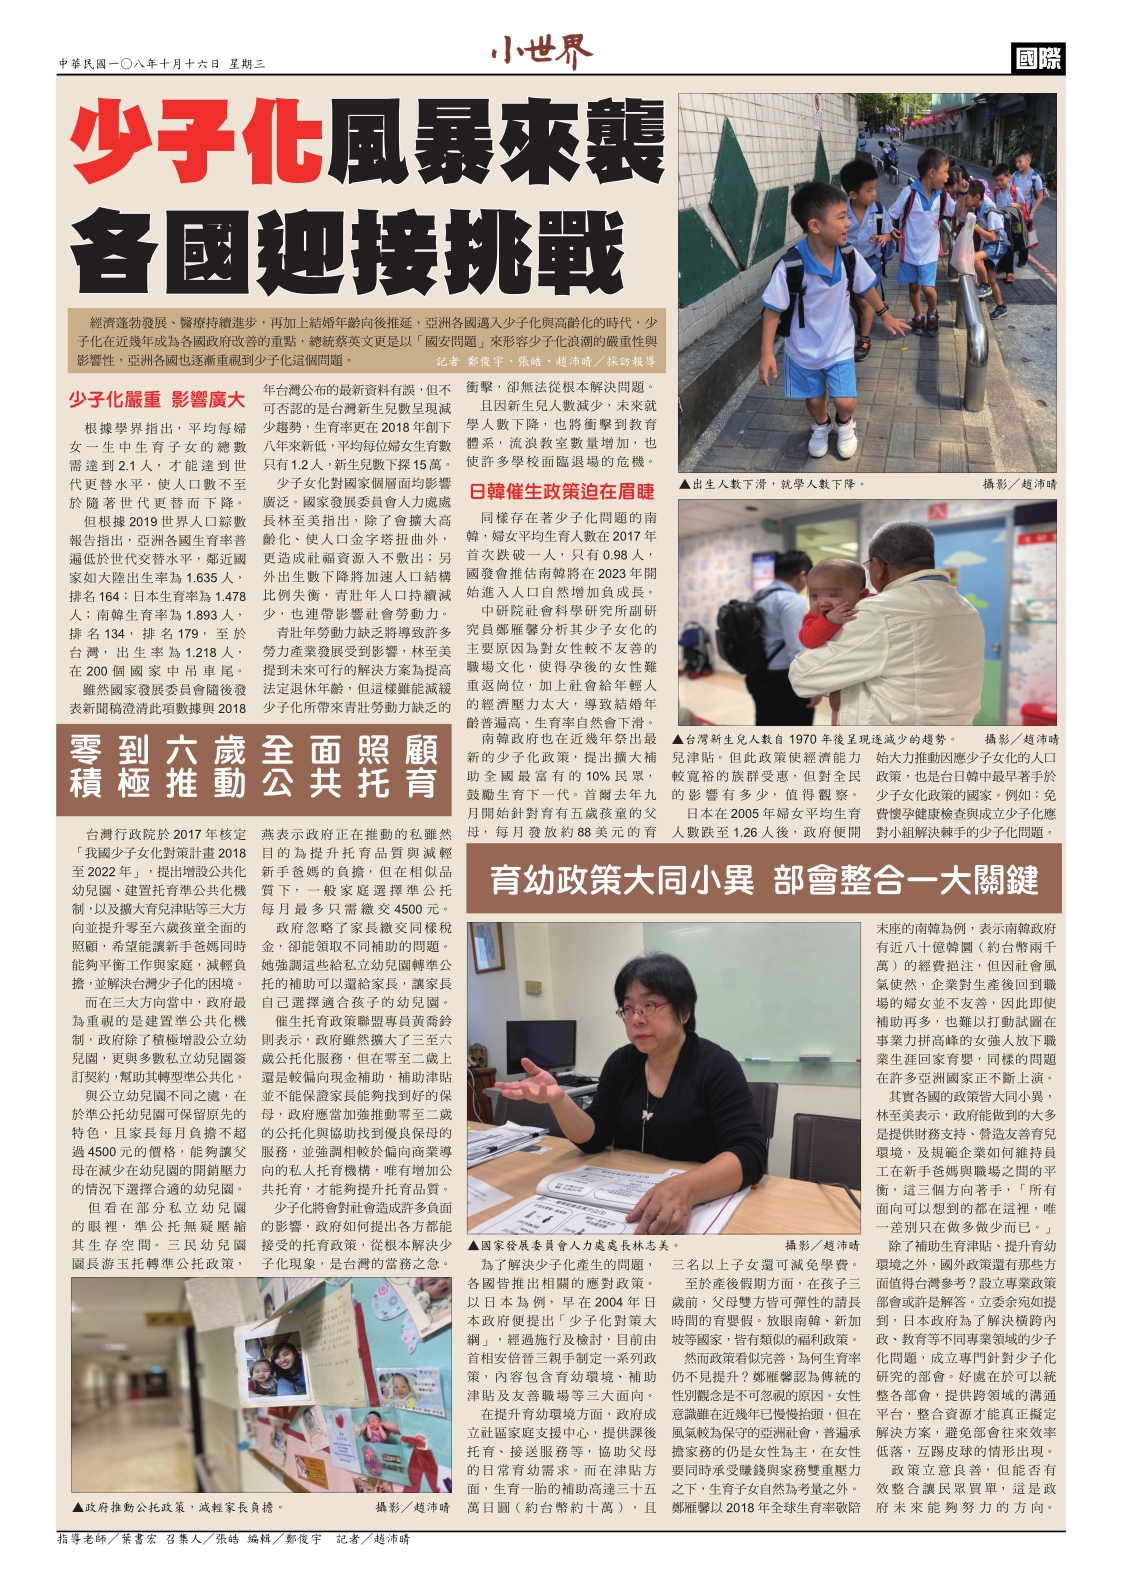 中華民國一〇八年十月十六日 星期三
小世界
國際
少子化風暴來襲
各國迎接挑戰
經濟蓬勃發展、醫療持續進步，再加上結婚年齡向後推延，亞洲各國邁入少子化與高齡化的時代，少
子化在近幾年成為各國政府改善的重點，總統蔡英文更是以「國安問題」來形容少子化浪潮的嚴重性與
影響性，亞洲各國也逐漸重視到少子化這個問題。
記者 鄭俊宇、張皓、趙沛晴／採訪報導
少子化嚴重 影響廣大
根據學界指出，平均每婦
女一生中生育子女的總數
需達到2.1人，才能達到世
代更替水平，使人口數不至
於隨著世代更替而下降。
但根據2019世界人口綜數
報告指出，亞洲各國生育率普
遍低於世代交替水平，鄰近國
家如大陸出生率為1.635人，
排名164；日本生育率為1.478
人；南韓生育率為1.893人，
排名134，排名179，至於
台灣，出生率為1.218人，
在200個國家中吊車尾。
雖然國家發展委員會隨後發
表新聞稿澄清此項數據與2018
年台灣公布的最新資料有誤，但不
可否認的是台灣新生兒數呈現減
少趨勢，生育率更在2018年創下
八年來新低，平均每位婦女生育數
只有1.2人，新生兒數下探15萬。
少子女化對國家個層面均影響
廣泛。國家發展委員會人力處處
長林至美指出，除了會擴大高
齡化、使人口金字塔扭曲外，
更造成社福資源入不敷出；另
外出生數下降將加速人口結構
比例失衡，青壯年人口持續減
少，也連帶影響社會勞動力。
青壯年勞動力缺乏將導致許多
勞力產業發展受到影響，林至美
提到未來可行的解決方案為提高
法定退休年齡，但這樣雖能減緩
少子化所帶來青壯勞動力缺乏的
衝擊，卻無法從根本解決問題。
且因新生兒人數減少，未來就
學人數下降，也將衝擊到教育
體系，流浪教室數量增加，也
使許多學校面臨退場的危機。
日韓催生政策迫在眉睫
同樣存在著少子化問題的南
韓，婦女平均生育人數在2017年
首次跌破一人，只有0.98人，
國發會推估南韓將在2023年開
始進入人口自然增加負成長。
中研院社會科學研究所副研
究員鄭雁馨分析其少子女化的
主要原因為對女性較不友善的
職場文化，使得孕後的女性難
重返崗位，加上社會給年輕人
的經濟壓力太大，導致結婚年
齡普遍高，生育率自然會下滑。
南韓政府也在近幾年祭出最
新的少子化政策，提出擴大補
助全國最富有的10%民眾，
鼓勵生育下一代。首爾去年九
月開始針對育有五歲孩童的父
母，每月發放約88美元的育
▲出生人數下滑，就學人數下降。
攝影／趙沛晴
▲台灣新生兒人數自1970年後呈現逐減少的趨勢。
攝影／趙沛晴
兒津貼。但此政策使經濟能力
較寬裕的族群受惠，但對全民
的影響有多少，值得觀察。
日本在2005年婦女平均生育
人數跌至1.26人後，政府便開
始大力推動因應少子女化的人口
政策，也是台日韓中最早著手於
少子女化政策的國家。例如：免
費懷孕健康檢查與成立少子化應
對小組解決棘手的少子化問題。
零到六歲全面照顧
積極推動公共托育
台灣行政院於2017年核定
「我國少子女化對策計畫2018
至2022年」，提出增設公共化
幼兒園、建置托育準公共化機
制，以及擴大育兒津貼等三大方
向並提升零至六歲孩童全面的
照顧，希望能讓新手爸媽同時
能夠平衡工作與家庭，減輕負
擔，並解決台灣少子化的困境。
而在三大方向當中，政府最
為重視的是建置準公共化機
制，政府除了積極增設公立幼
兒園，更與多數私立幼兒園簽
訂契約，幫助其轉型準公共化。
與公立幼兒園不同之處，在
於準公托幼兒園可保留原先的
特色，且家長每月負擔不超
過4500元的價格，能夠讓父
母在減少在幼兒園的開銷壓力
的情況下選擇合適的幼兒園。
但看在部分私立幼兒園
的眼裡，準公托無疑壓縮
其生存空間。三民幼兒園
園長游玉托轉準公托政策，
燕表示政府正在推動的私雖然
目的為提升托育品質與減輕
新手爸媽的負擔，但在相似品
質下，一般家庭選擇準公托
每月最多只需繳交4500元。
政府忽略了家長繳交同樣稅
金，卻能領取不同補助的問題。
她強調這些給私立幼兒園轉準公
托的補助可以還給家長，讓家長
自己選擇適合孩子的幼兒園。
催生托育政策聯盟專員黃喬鈴
則表示，政府雖然擴大了三至六
歲公托化服務，但在零至二歲上
還是較偏向現金補助，補助津貼
並不能保證家長能夠找到好的保
母，政府應當加強推動零至二歲
的公托化與協助找到優良保母的
服務，並強調相較於偏向商業導
向的私人托育機構，唯有增加公
共托育，才能夠提升托育品質。
少子化將會對社會造成許多負面
的影響，政府如何提出各方都能
接受的托育政策，從根本解決少
子化現象，是台灣的當務之急。
▲政府推動公托政策，減輕家長負擔。
攝影／趙沛晴
育幼政策大同小異 部會整合一大關鍵
▲國家發展委員會人力處處長林志美。
攝影／趙沛晴
為了解決少子化產生的問題，
各國皆推出相關的應對政策。
以日本為例，早在2004年日
本政府便提出「少子化對策大
綱」，經過施行及檢討，目前由
首相安倍晉三親手制定一系列政
策，內容包含育幼環境、補助
津貼及友善職場等三大面向。
在提升育幼環境方面，政府成
立社區家庭支援中心，提供課後
托育、接送服務等，協助父母
的日常育幼需求。而在津貼方
面，生育一胎的補助高達三十五
萬日圓（約台幣約十萬），且
三名以上子女還可減免學費。
至於產後假期方面，在孩子三
歲前，父母雙方皆可彈性的請長
時間的育嬰假。放眼南韓、新加
坡等國家，皆有類似的福利政策。
然而政策看似完善，為何生育率
仍不見提升？鄭雁馨認為傳統的
性別觀念是不可忽視的原因。女性
意識雖在近幾年已慢慢抬頭，但在
風氣較為保守的亞洲社會，普遍承
擔家務的仍是女性為主，在女性
要同時承受賺錢與家務雙重壓力
之下，生育子女自然為考量之外。
鄭雁馨以2018年全球生育率敬陪
末座的南韓為例，表示南韓政府
有近八十億韓圜（約台幣兩千
萬）的經費挹注，但因社會風
氣使然，企業對生產後回到職
場的婦女並不友善，因此即使
補助再多，也難以打動試圖在
事業力拼高峰的女強人放下職
業生涯回家育嬰，同樣的問題
在許多亞洲國家正不斷上演。
其實各國的政策皆大同小異，
林至美表示，政府能做到的大多
是提供財務支持、營造友善育兒
環境，及規範企業如何維持員
工在新手爸媽與職場之間的平
衡，這三個方向著手，「所有
面向可以想到的都在這裡，唯
一差別只在做多做少而已。」
除了補助生育津貼、提升育幼
環境之外，國外政策還有那些方
面值得台灣參考？設立專業政策
部會或許是解答。立委余宛如提
到，日本政府為了解決橫跨內
政、教育等不同專業領域的少子
化問題，成立專門針對少子化
研究的部會。好處在於可以統
整各部會，提供跨領域的溝通
平台，整合資源才能真正擬定
解決方案，避免部會往來效率
低落，互踢皮球的情形出現。
政策立意良善，但能否有
效整合讓民眾買單，這是政
府未來能夠努力的方向。
指導老師／葉書宏 召集人／張皓 編輯／鄭俊宇　記者／趙沛晴